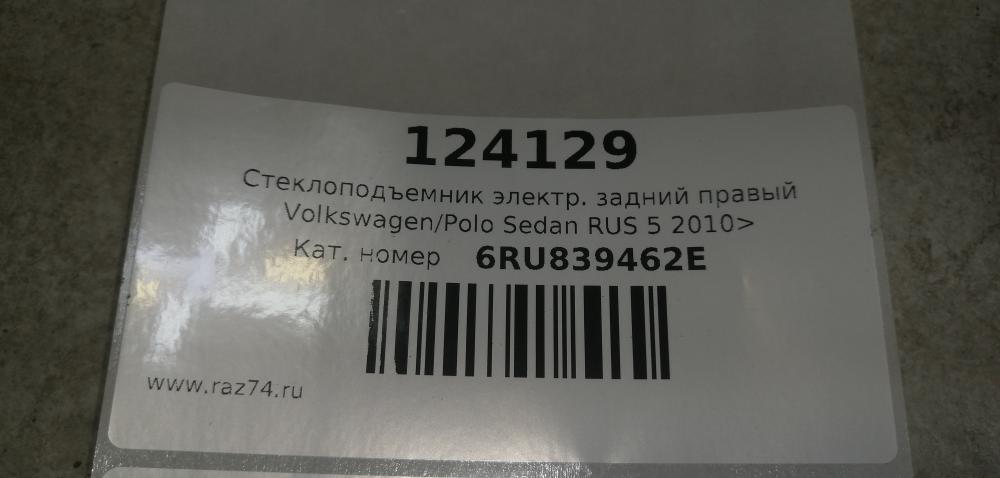 124129
Стеклоподъемник электр. задний правый
Volkswagen/Polo Sedan RUS 5 2010>
Кат. номер 6RU839462E
www.raz74.ru